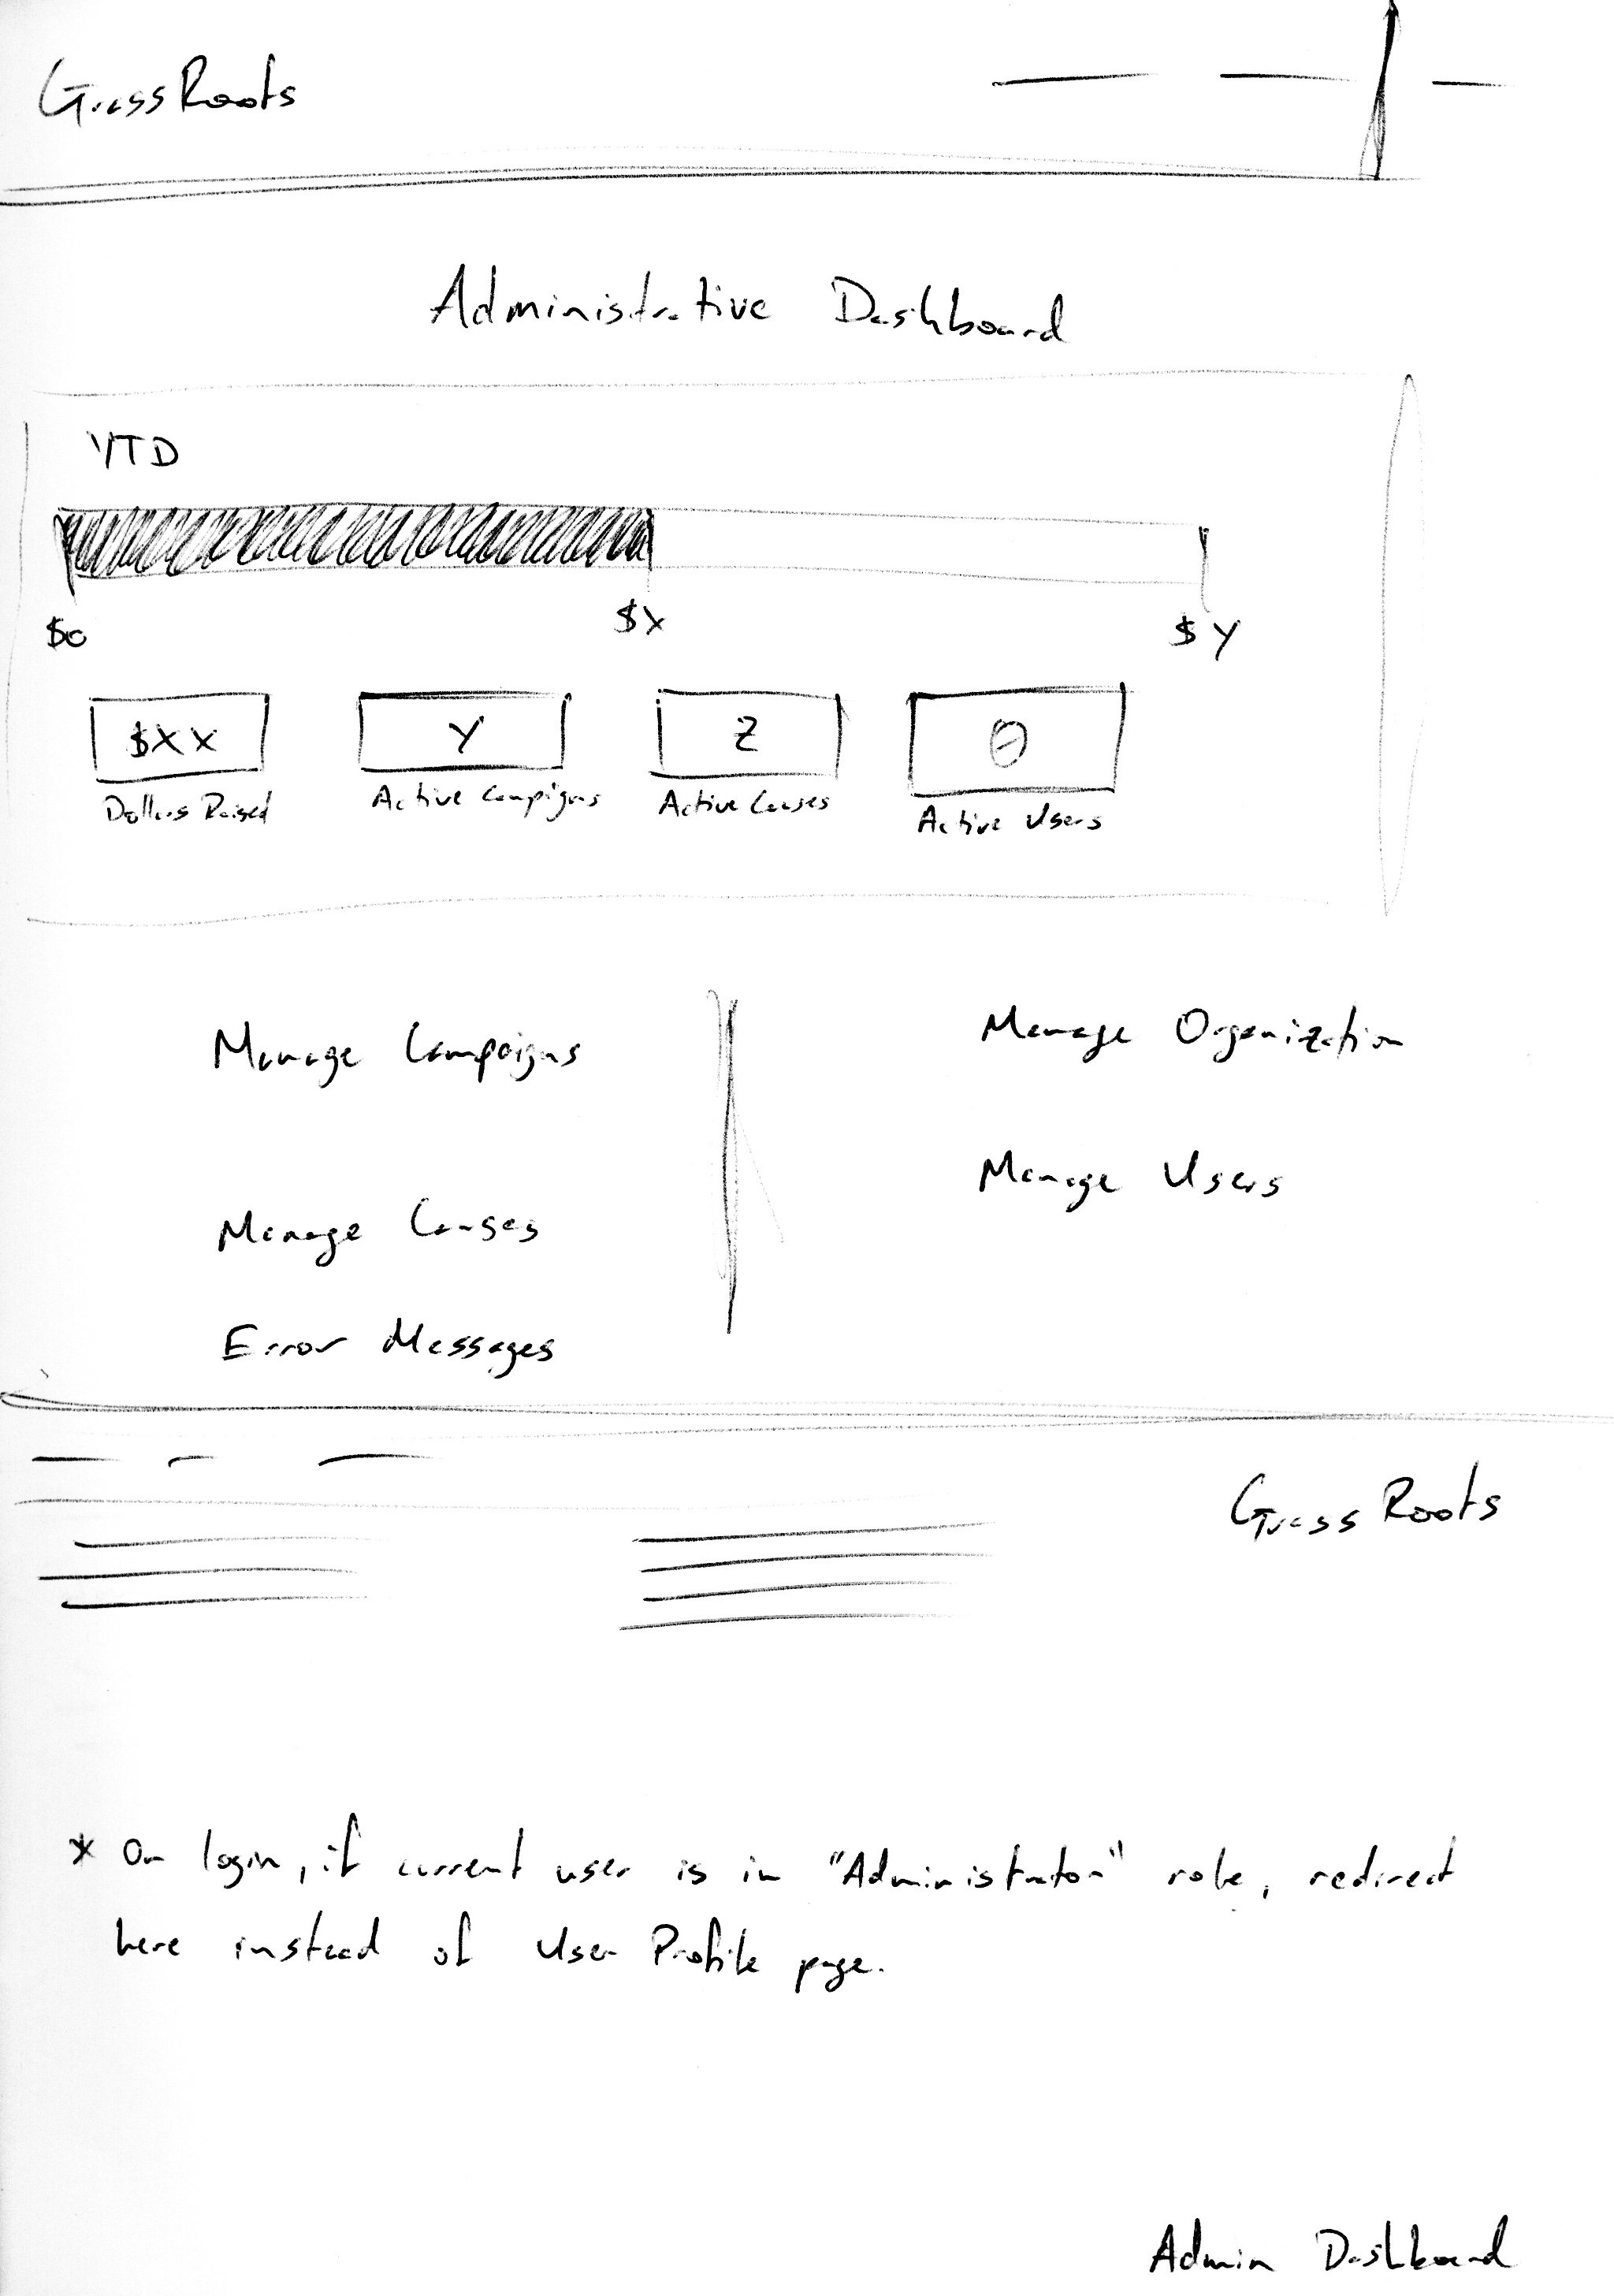 GrassRoots
Administrative Dashboard
YTD
$0 $X $Y
$XX Y Z θ
Dollars Raised Active Campigns Active Causes Active Users
Manage Campaigns
Manage Organization
Manage Causes
Manage Users
Error Messages
GrassRoots
* On login, if current user is in "Administrator" role, redirect
here instead of User Profile page.
Admin Dashboard